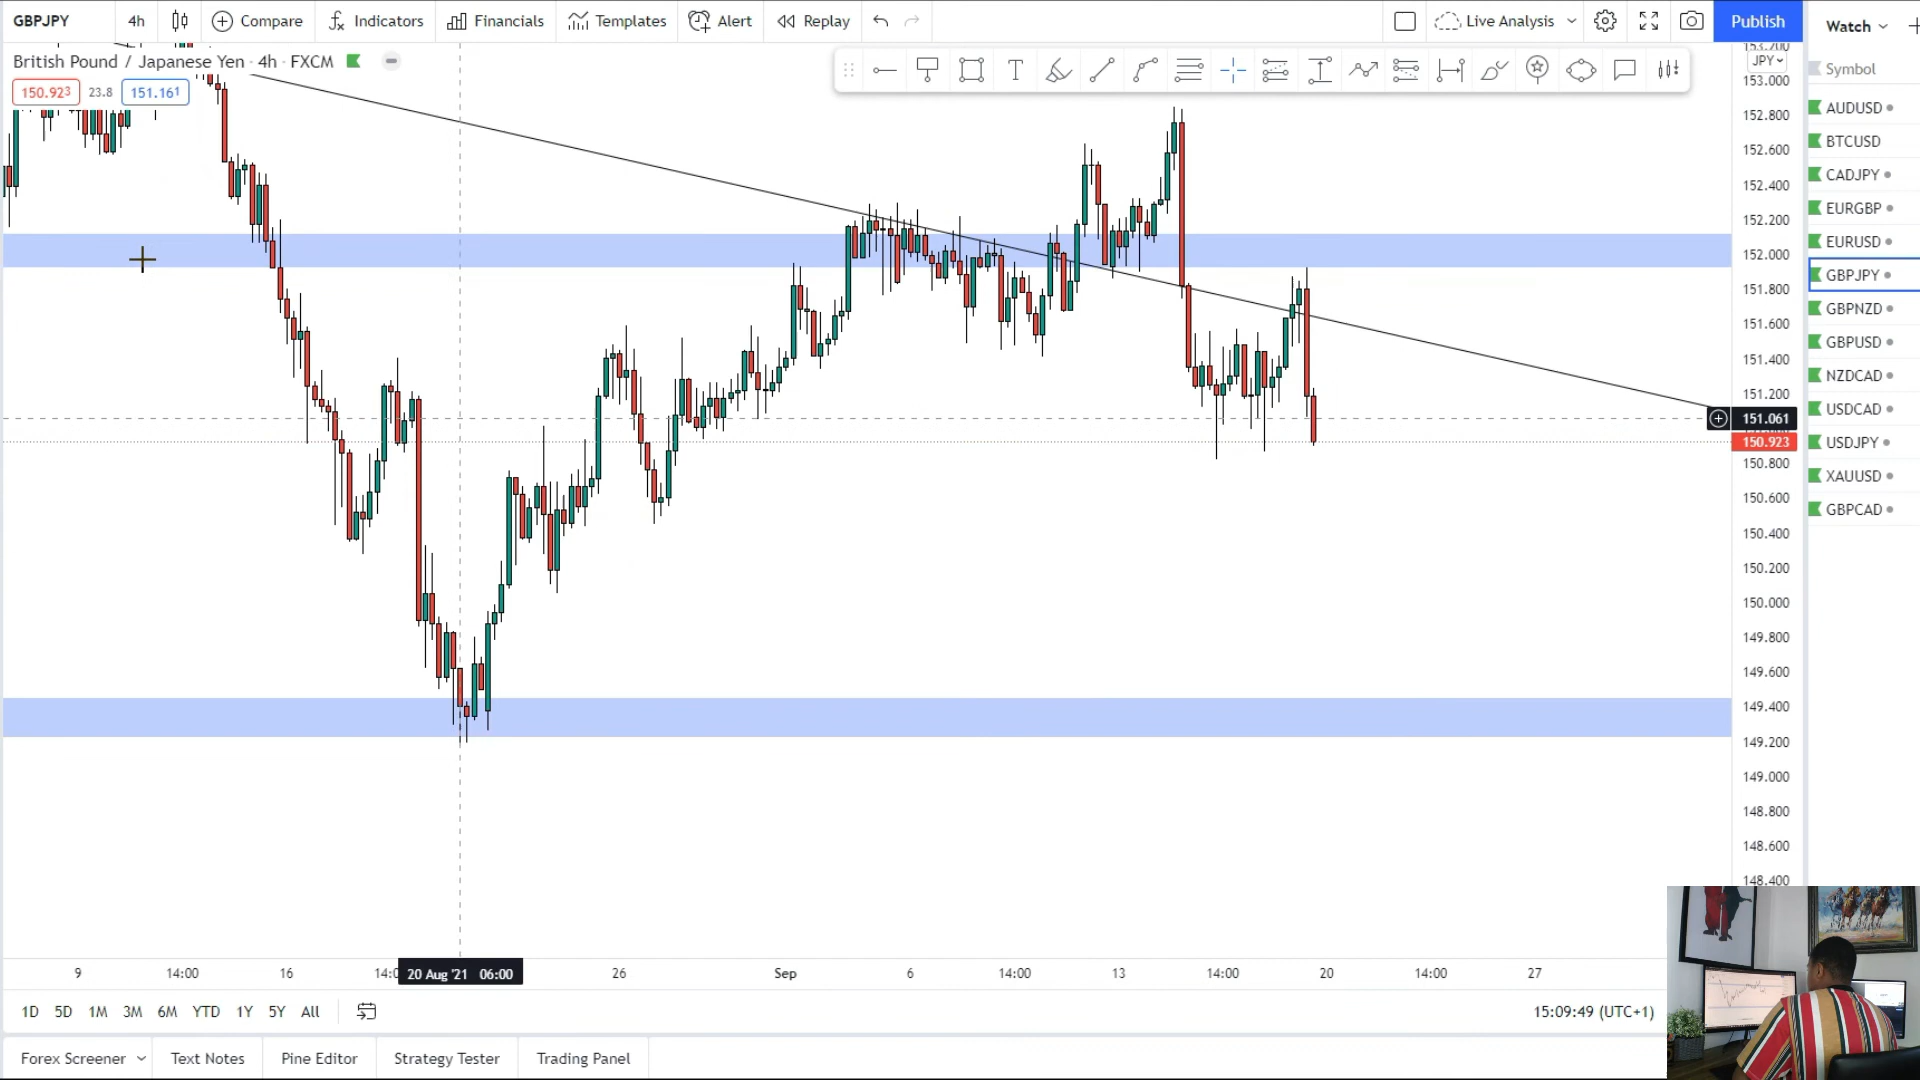 GBPJPY 4h Compare Indicators Financials Templates Alert Replay Live Analysis Publish Watch
British Pound / Japanese Yen · 4h · FXCM
150.923 23.8 151.161
JPY
153.200
153.000
152.800
152.600
152.400
152.200
152.000
151.800
151.600
151.400
151.200
151.061
150.923
150.800
150.600
150.400
150.200
150.000
149.800
149.600
149.400
149.200
149.000
148.800
148.600
148.400
Symbol
AUDUSD
BTCUSD
CADJPY
EURGBP
EURUSD
GBPJPY
GBPNZD
GBPUSD
NZDCAD
USDCAD
USDJPY
XAUUSD
GBPCAD
9 14:00 16 20 Aug '21 06:00 26 Sep 6 14:00 13 14:00 20 14:00 27
1D 5D 1M 3M 6M YTD 1Y 5Y All 15:09:49 (UTC+1)
Forex Screener Text Notes Pine Editor Strategy Tester Trading Panel